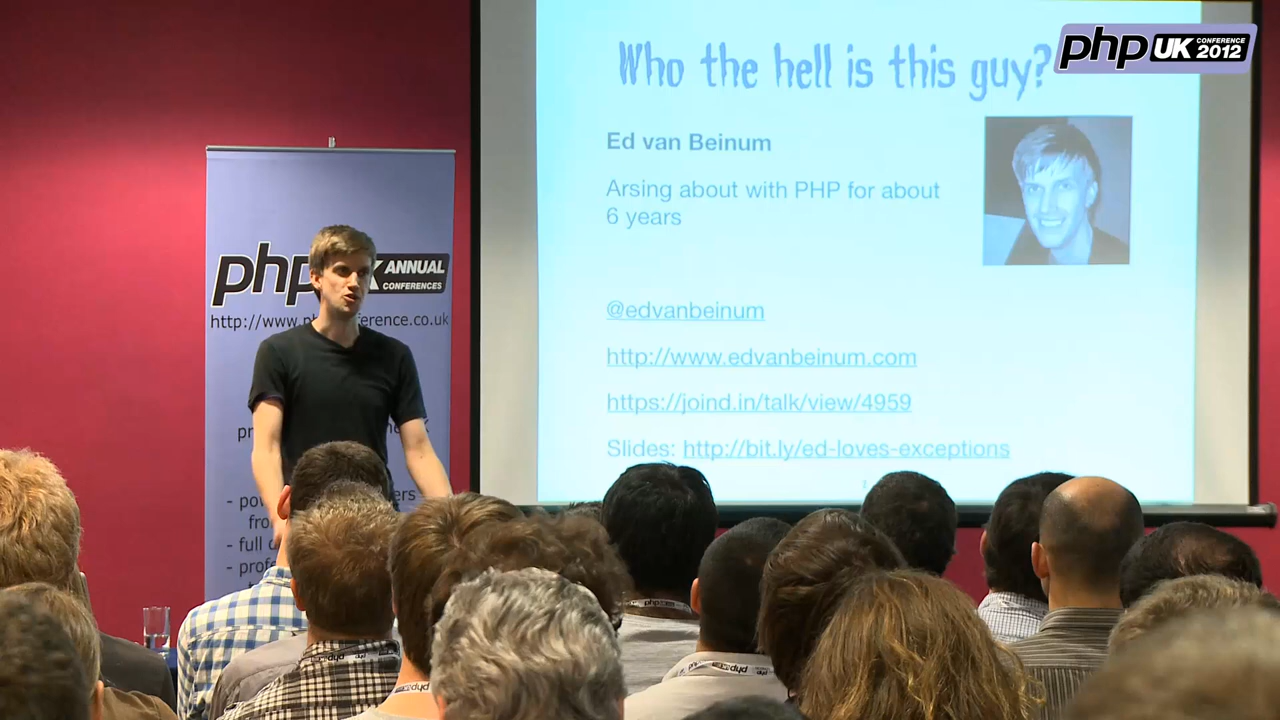 php UK CONFERENCE 2012
Who the hell is this guy?
Ed van Beinum
Arsing about with PHP for about
6 years
@edvanbeinum
http://www.edvanbeinum.com
https://joind.in/talk/view/4959
Slides: http://bit.ly/ed-loves-exceptions
php
ANNUAL
CONFERENCES
http://www.
ference.co.uk
- full